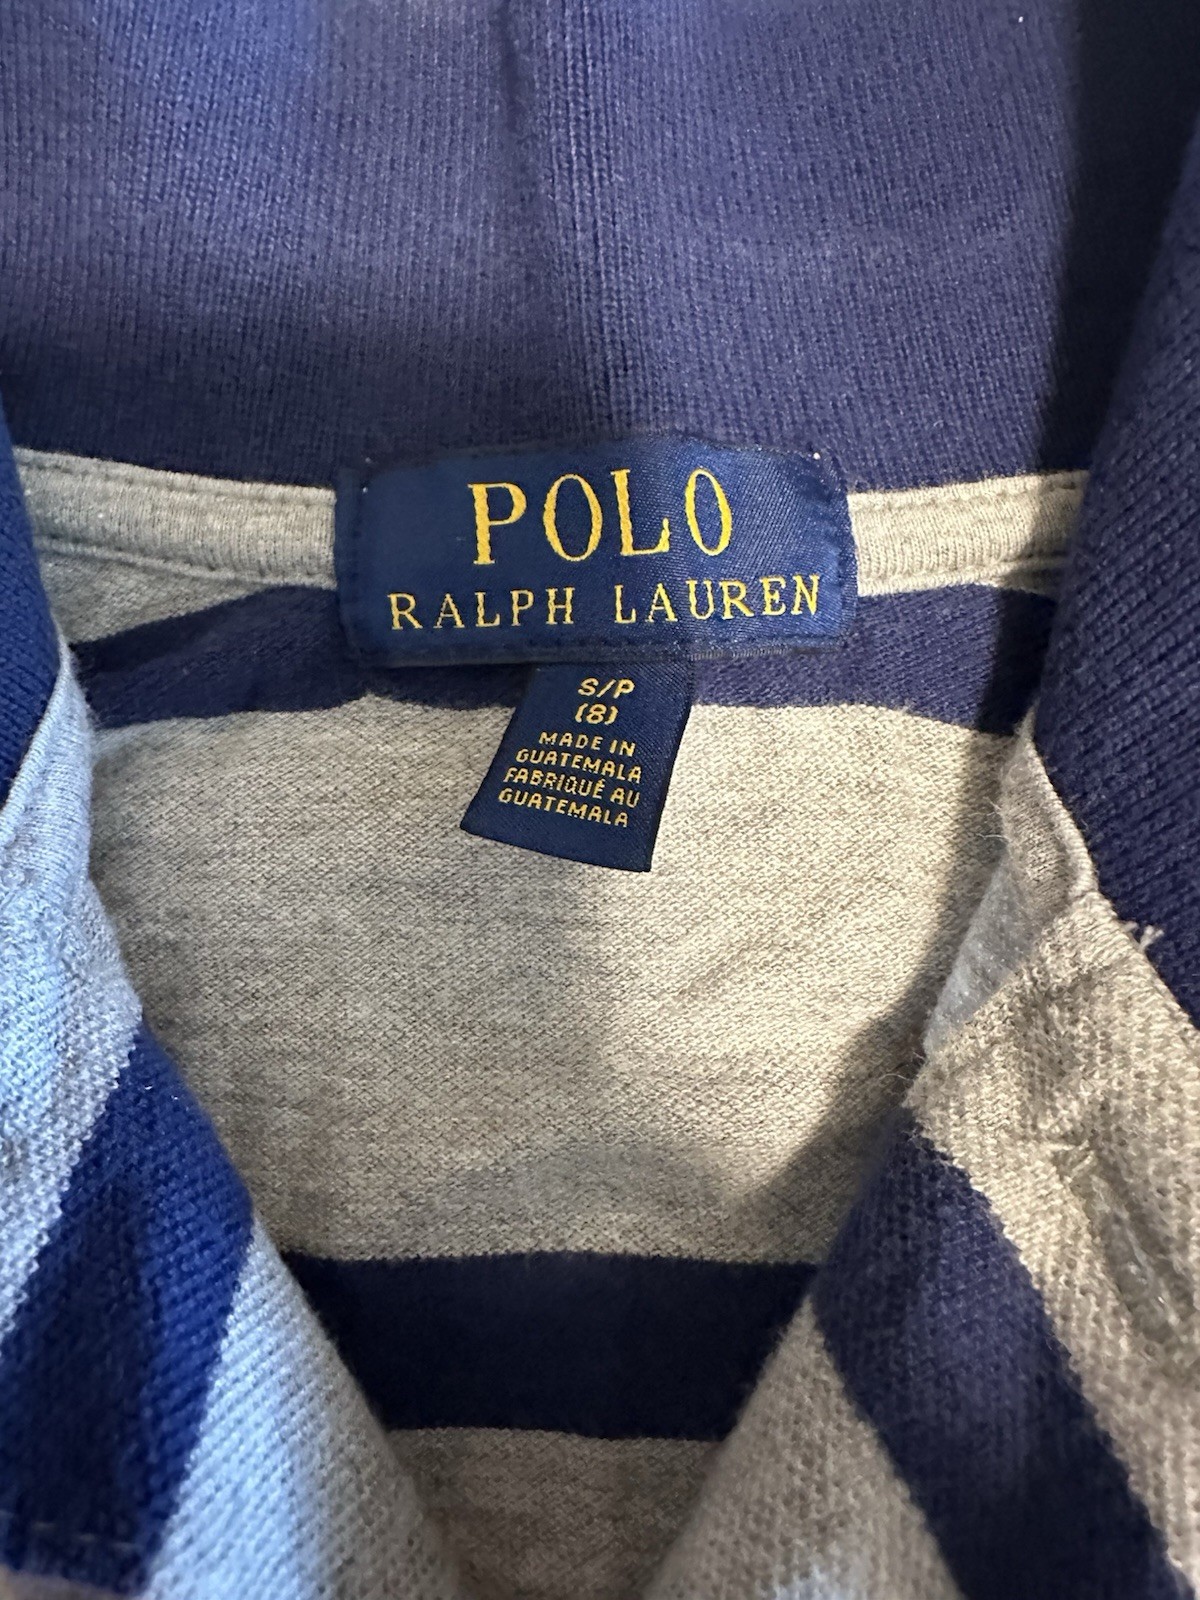 POLO
RALPH LAUREN
S/P
(8)
MADE IN
GUATEMALA
FABRIQUÉ AU
GUATEMALA